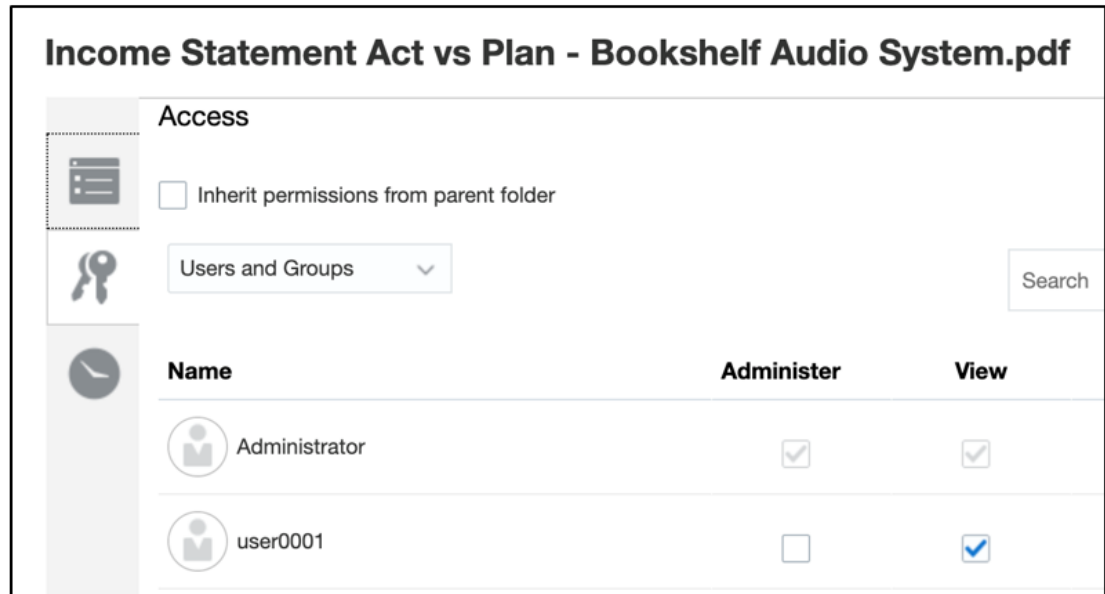 Income Statement Act vs Plan - Bookshelf Audio System.pdf
Access
Inherit permissions from parent folder
Users and Groups
Search
Name Administer View
Administrator
user0001